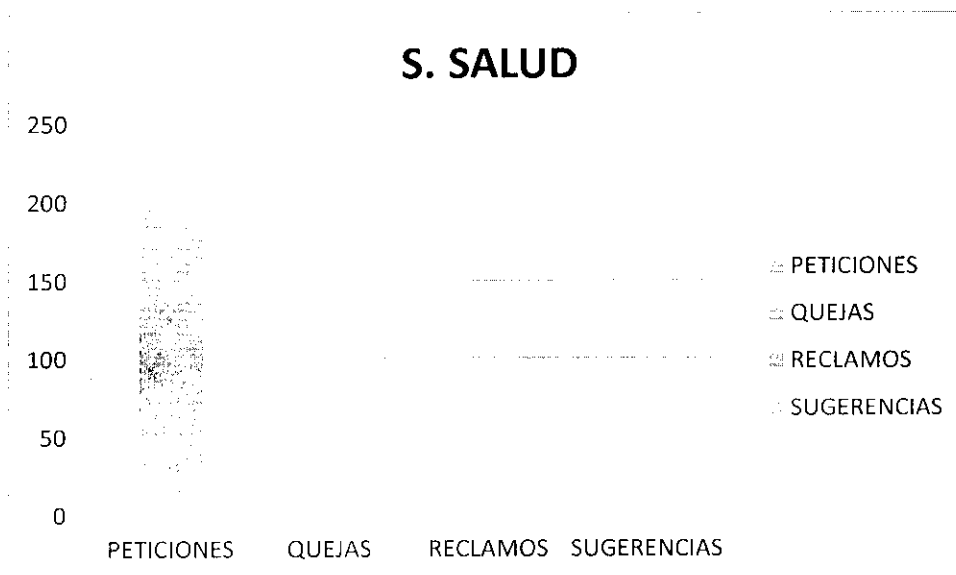 S. SALUD
250
200
150
100
50
0
PETICIONES
QUEJAS
RECLAMOS
SUGERENCIAS
PETICIONES QUEJAS RECLAMOS SUGERENCIAS